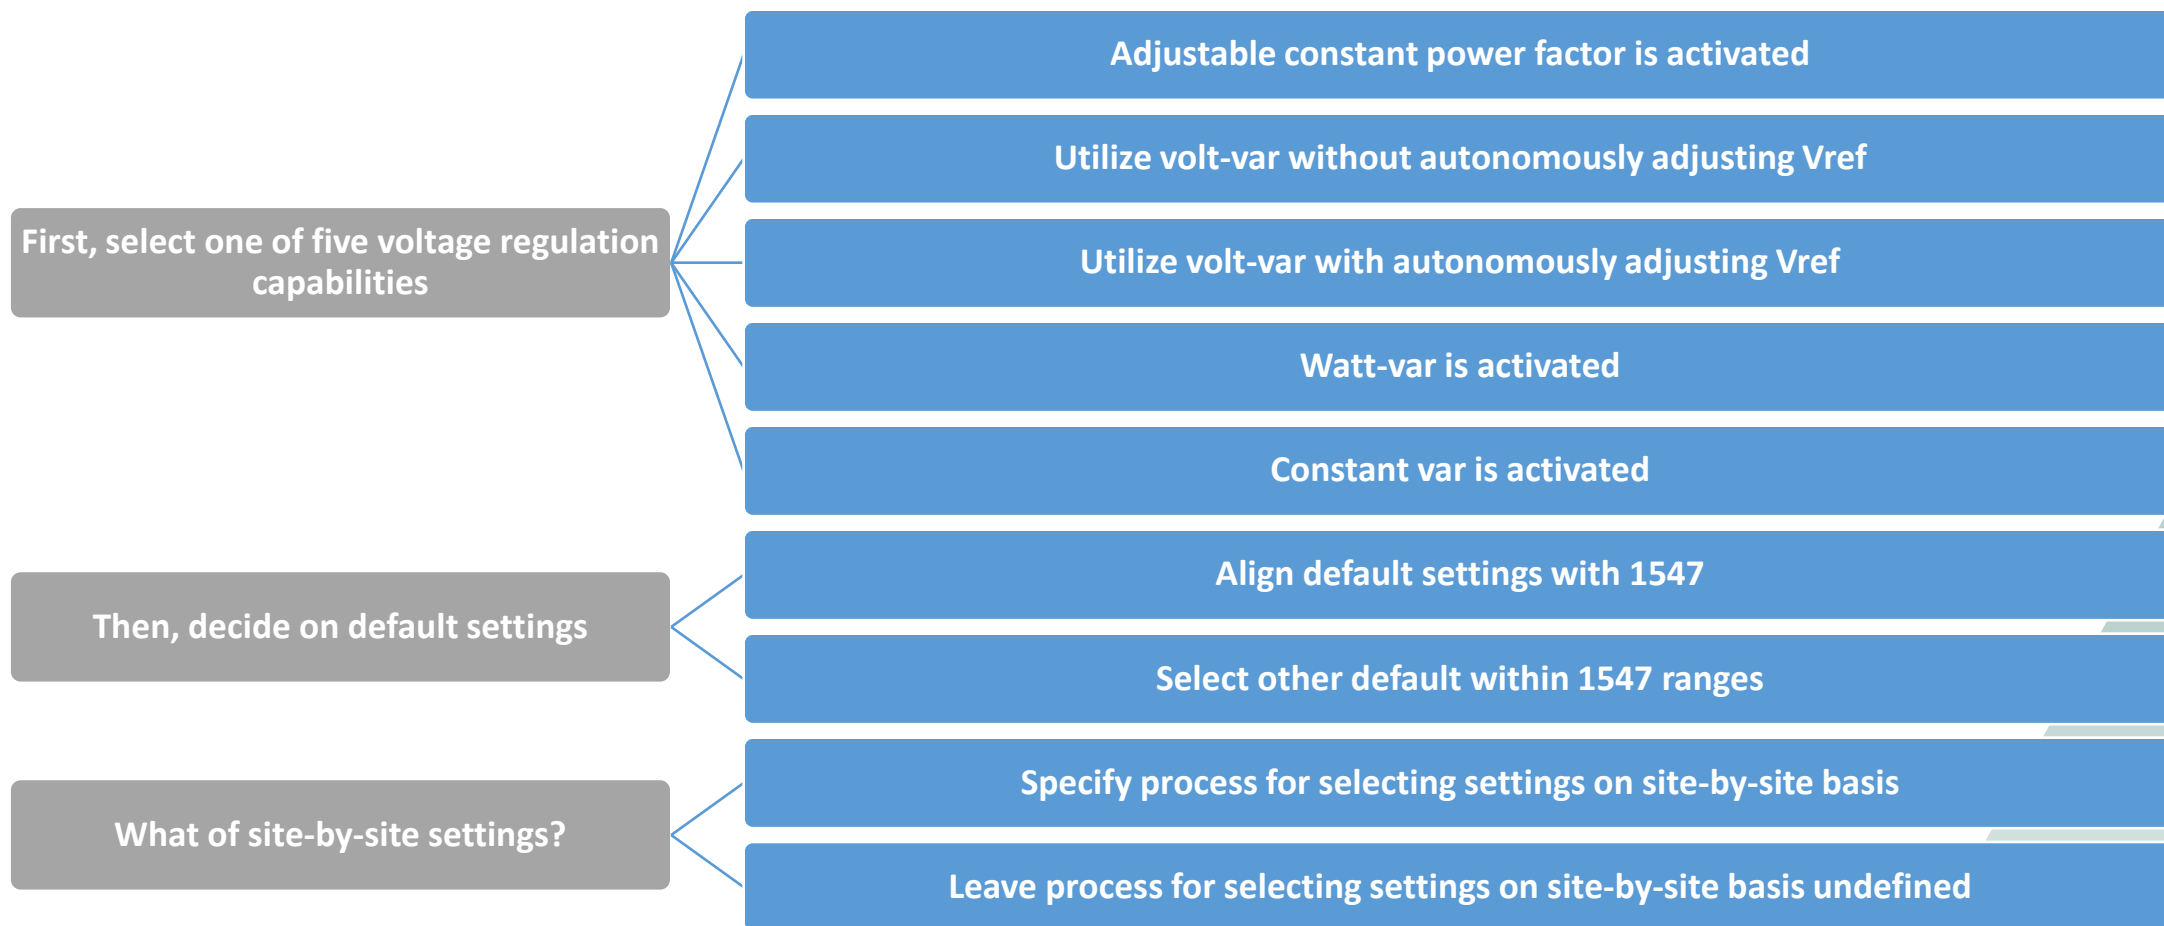 First, select one of five voltage regulation
capabilities
Adjustable constant power factor is activated
Utilize volt-var without autonomously adjusting Vref
Utilize volt-var with autonomously adjusting Vref
Watt-var is activated
Constant var is activated
Then, decide on default settings
Align default settings with 1547
Select other default within 1547 ranges
What of site-by-site settings?
Specify process for selecting settings on site-by-site basis
Leave process for selecting settings on site-by-site basis undefined